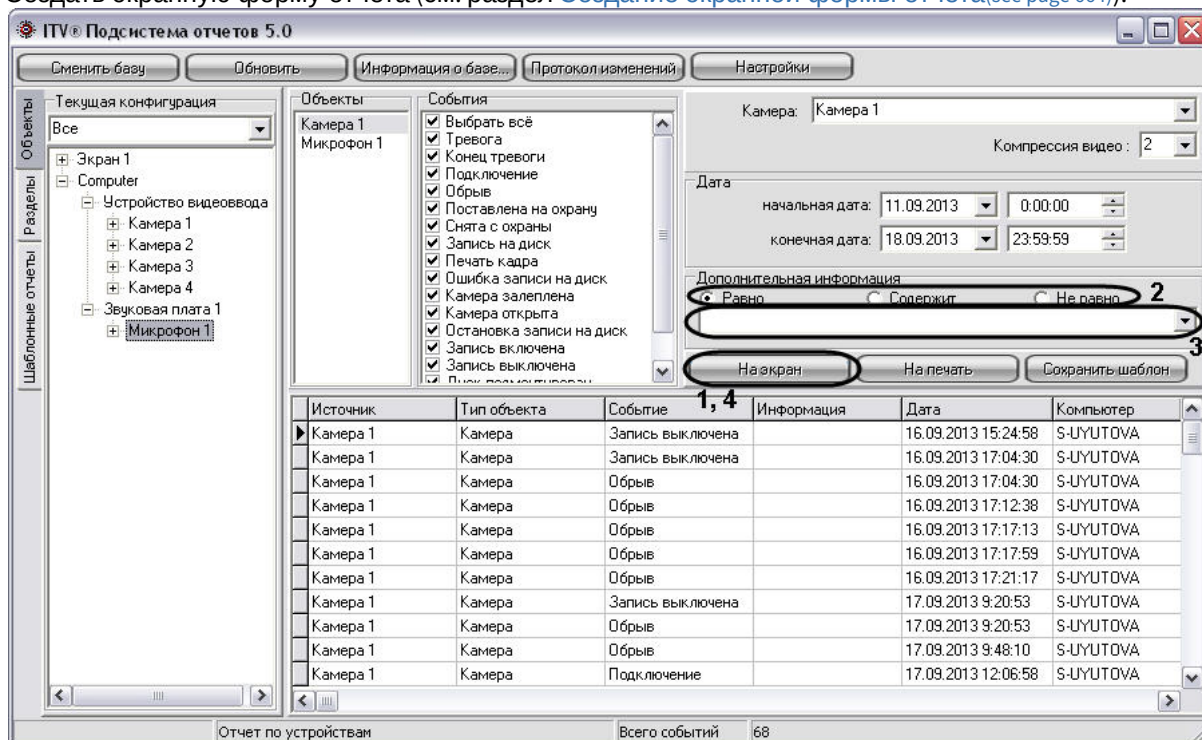 Создать экранную форму отчета (см. раздел Создание экранной формы отчета(see page 604)).
ITV® Подсистема отчетов 5.0
Сменить базу Обновить Информация о базе... Протокол изменений Настройки
Объекты
Разделы
Шаблонные отчеты
Текущая конфигурация
Все
Экран 1
Computer
Устройство видеоввода
Камера 1
Камера 2
Камера 3
Камера 4
Звуковая плата 1
Микрофон 1
Объекты
Камера 1
Микрофон 1
События
Выбрать всё
Тревога
Конец тревоги
Подключение
Обрыв
Поставлена на охрану
Снята с охраны
Запись на диск
Печать кадра
Ошибка записи на диск
Камера залеплена
Камера открыта
Остановка записи на диск
Запись включена
Запись выключена
Камера: Камера 1
Компрессия видео : 2
Дата
начальная дата: 11.09.2013 0:00:00
конечная дата: 18.09.2013 23:59:59
Дополнительная информация
Равно Содержит Не равно 2
3
На экран На печать Сохранить шаблон
1, 4
Источник Тип объекта Событие Информация Дата Компьютер
Камера 1 Камера Запись выключена 16.09.2013 15:24:58 S-UYUTOVA
Камера 1 Камера Запись выключена 16.09.2013 17:04:30 S-UYUTOVA
Камера 1 Камера Обрыв 16.09.2013 17:04:30 S-UYUTOVA
Камера 1 Камера Обрыв 16.09.2013 17:12:38 S-UYUTOVA
Камера 1 Камера Обрыв 16.09.2013 17:17:13 S-UYUTOVA
Камера 1 Камера Обрыв 16.09.2013 17:17:59 S-UYUTOVA
Камера 1 Камера Обрыв 16.09.2013 17:21:17 S-UYUTOVA
Камера 1 Камера Запись выключена 17.09.2013 9:20:53 S-UYUTOVA
Камера 1 Камера Обрыв 17.09.2013 9:20:53 S-UYUTOVA
Камера 1 Камера Обрыв 17.09.2013 9:48:10 S-UYUTOVA
Камера 1 Камера Подключение 17.09.2013 12:06:58 S-UYUTOVA
Отчет по устройствам Всего событий 68